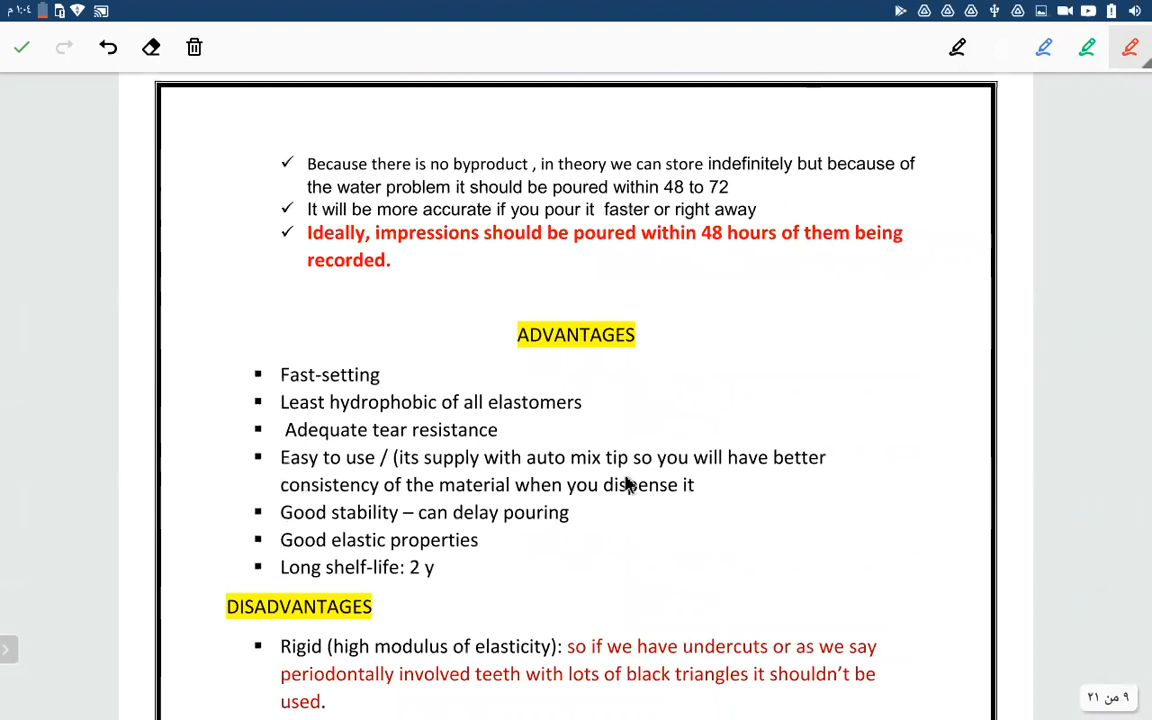 ١:٠٤ م
Because there is no byproduct , in theory we can store indefinitely but because of
the water problem it should be poured within 48 to 72
It will be more accurate if you pour it faster or right away
Ideally, impressions should be poured within 48 hours of them being
recorded.
ADVANTAGES
Fast-setting
Least hydrophobic of all elastomers
Adequate tear resistance
Easy to use / (its supply with auto mix tip so you will have better
consistency of the material when you dispense it
Good stability – can delay pouring
Good elastic properties
Long shelf-life: 2 y
DISADVANTAGES
Rigid (high modulus of elasticity): so if we have undercuts or as we say
periodontally involved teeth with lots of black triangles it shouldn't be
used.
٩ من ٢١